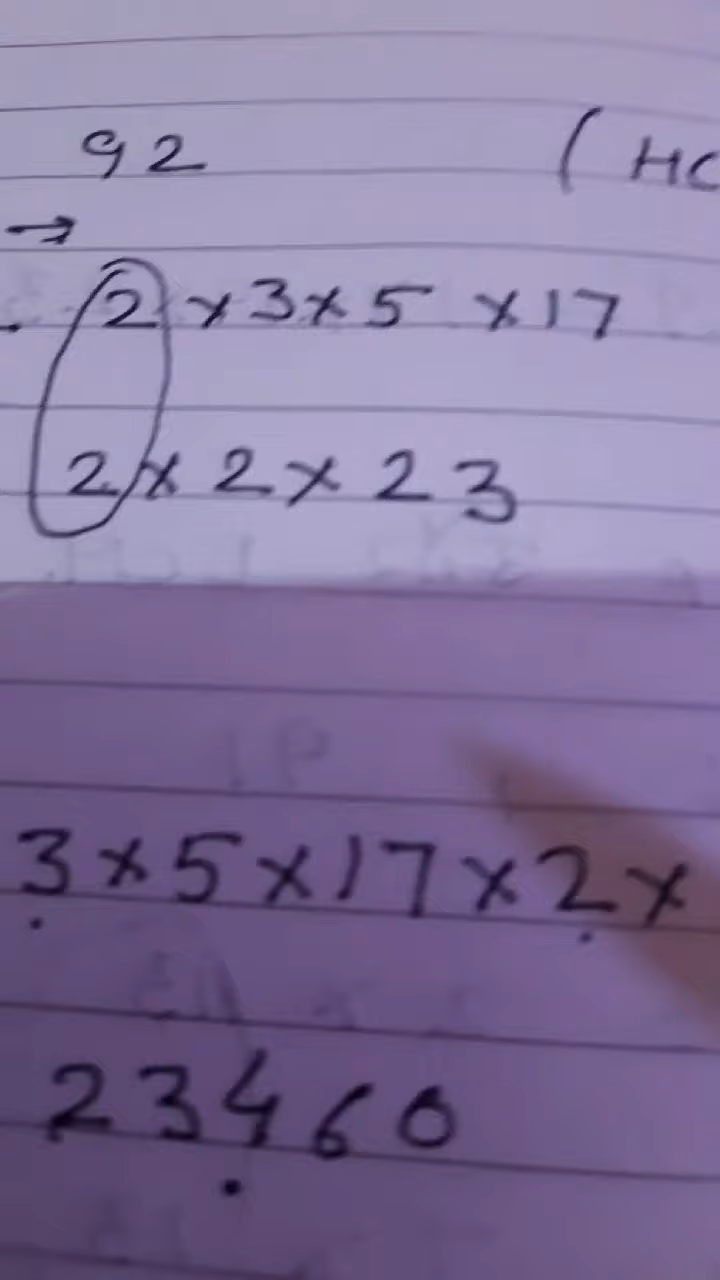 92 ( HC
→
2 × 3 × 5 × 17
2 × 2 × 23
3 × 5 × 17 × 2 ×
23460